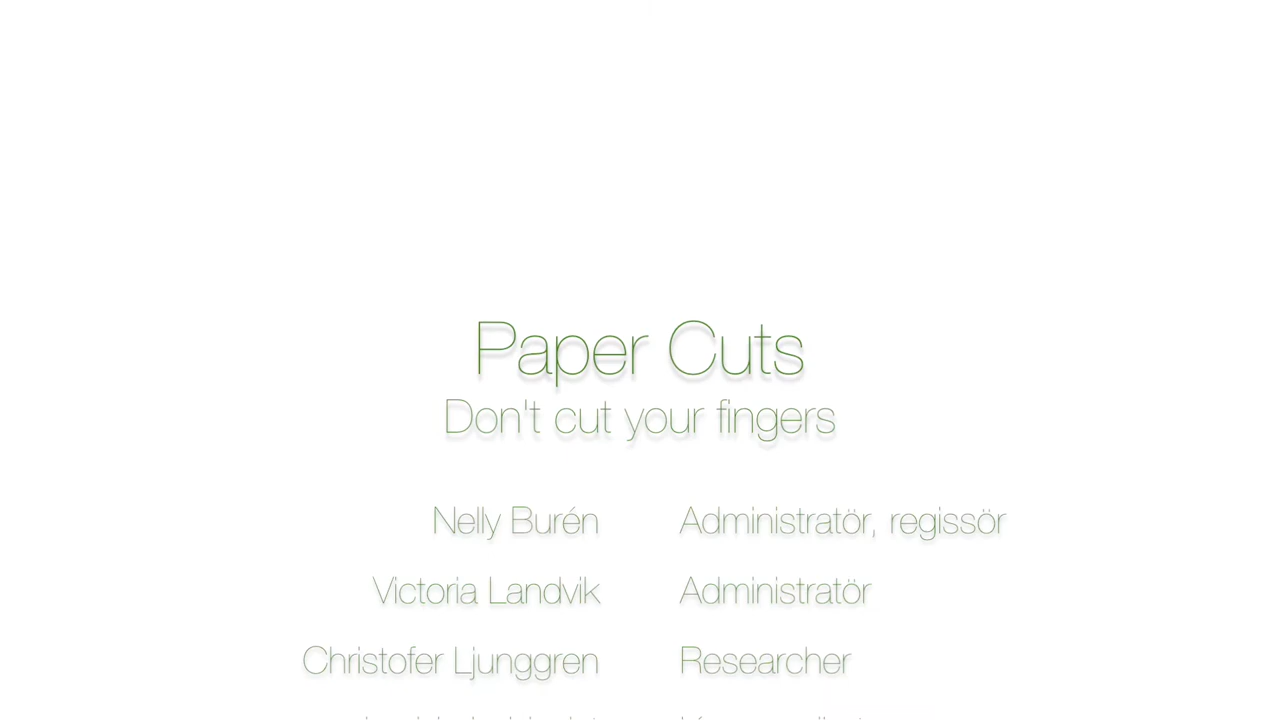 Paper Cuts
Don't cut your fingers
Nelly Burén Administratör, regissör
Victoria Landvik Administratör
Christofer Ljunggren Researcher